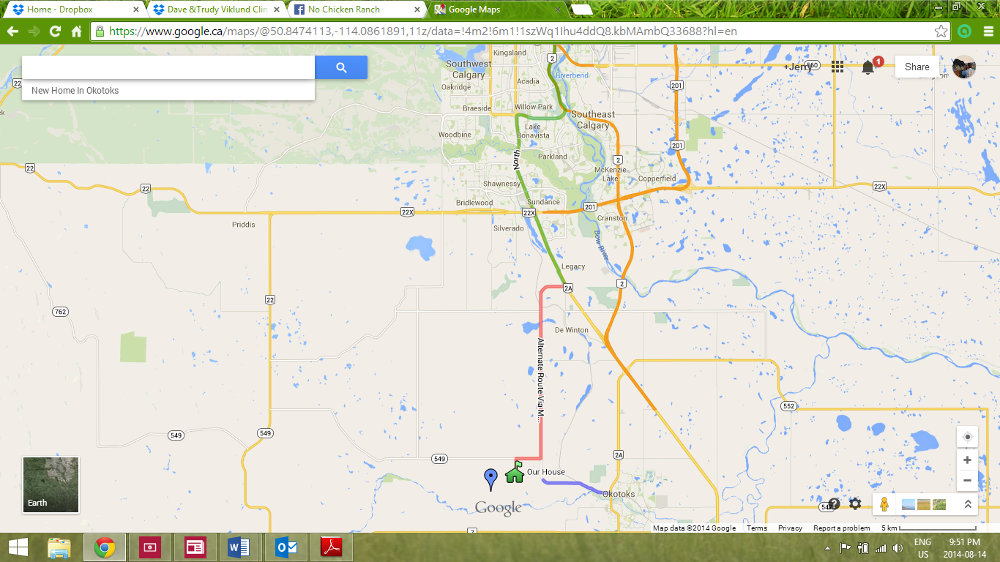 Home - Dropbox
Dave &Trudy Viklund Clin
No Chicken Ranch
Google Maps
https://www.google.ca/maps/@50.8474113,-114.0861891,11z/data=!4m2!6m1!1szWq1Ihu4ddQ8.kbMAmbQ33688?hl=en
+Jerry
560
1
Share
New Home In Okotoks
Kingsland
2
Southwest Calgary
Acadia
Riverbend
201
Oakridge
Braeside
Willow Park
Southeast Calgary
Woodbine
Lake Bonavista
201
North
Parkland
2
22
McKenzie Lake
Copperfield
22
Shawnessy
22X
Bridlewood
Sundance
201
22X
22X
Cranston
Priddis
Silverado
Bow River
Legacy
2A
2
22
762
De Winton
Alternate Route Via M...
552
549
549
549
2A
Our House
Okotoks
Earth
Google
7
Map data ©2014 Google
Terms
Privacy
Report a problem
5 km
ENG
US
9:51 PM
2014-08-14